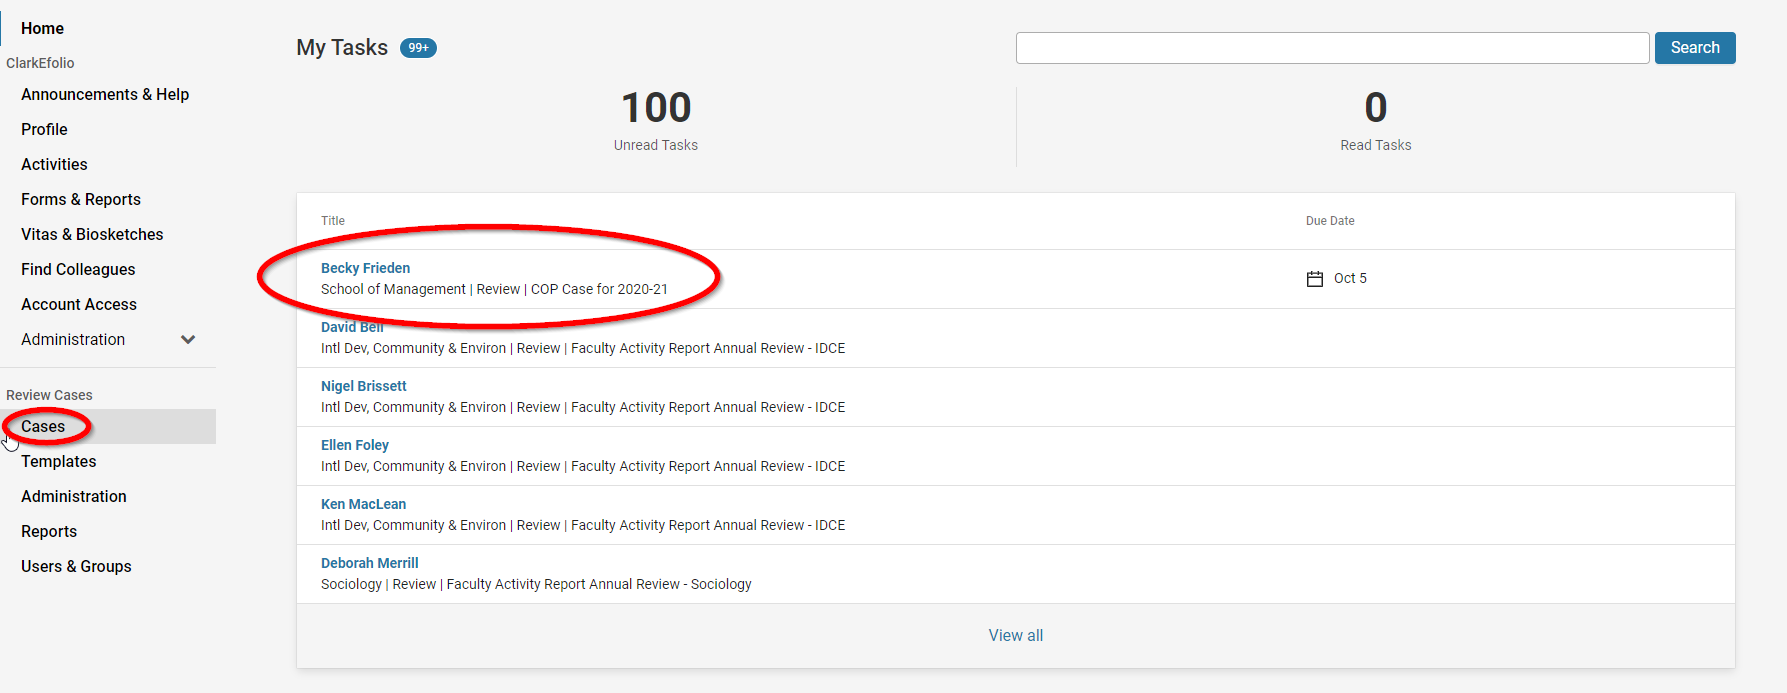 Home
ClarkEfolio
Announcements & Help
Profile
Activities
Forms & Reports
Vitas & Biosketches
Find Colleagues
Account Access
Administration
Review Cases
Cases
Templates
Administration
Reports
Users & Groups
My Tasks 99+
Search
100
Unread Tasks
0
Read Tasks
Title Due Date
Becky Frieden
School of Management | Review | COP Case for 2020-21
Oct 5
David Bell
Intl Dev, Community & Environ | Review | Faculty Activity Report Annual Review - IDCE
Nigel Brissett
Intl Dev, Community & Environ | Review | Faculty Activity Report Annual Review - IDCE
Ellen Foley
Intl Dev, Community & Environ | Review | Faculty Activity Report Annual Review - IDCE
Ken MacLean
Intl Dev, Community & Environ | Review | Faculty Activity Report Annual Review - IDCE
Deborah Merrill
Sociology | Review | Faculty Activity Report Annual Review - Sociology
View all